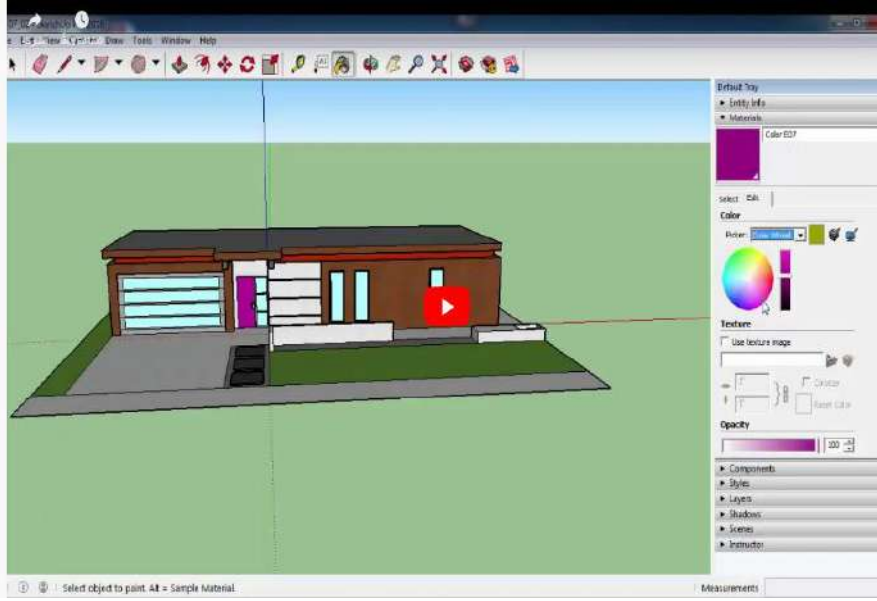 View Camera Draw Tools Window Help
Default Tray
Entity Info
Materials
Color E07
Select Edit
Color
Picker: Color Wheel
Texture
Use texture image
Colorize
Reset Color
Opacity
100
Components
Styles
Layers
Shadows
Scenes
Instructor
Select object to paint. Alt = Sample Material.
Measurements